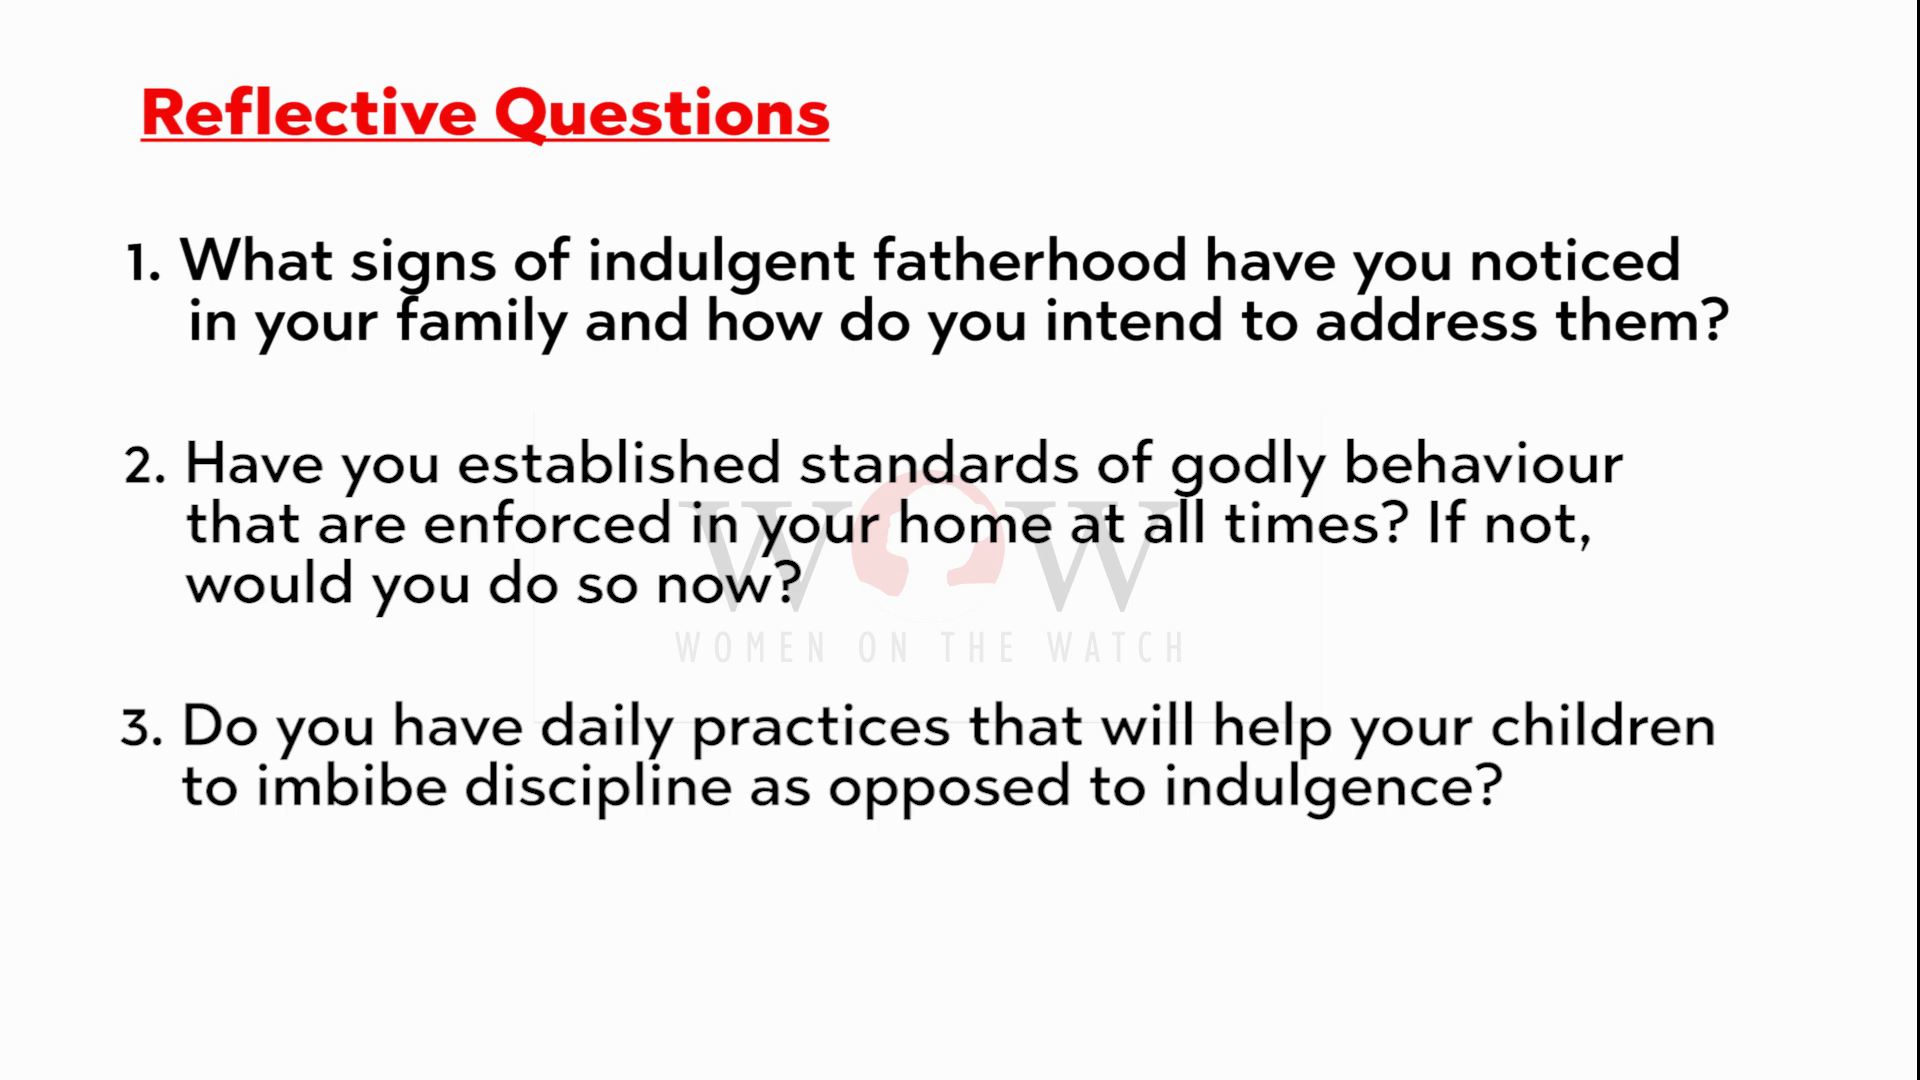 Reflective Questions
1. What signs of indulgent fatherhood have you noticed
in your family and how do you intend to address them?
2. Have you established standards of godly behaviour
that are enforced in your home at all times? If not,
would you do so now?
WOW
WOMEN ON THE WATCH
3. Do you have daily practices that will help your children
to imbibe discipline as opposed to indulgence?